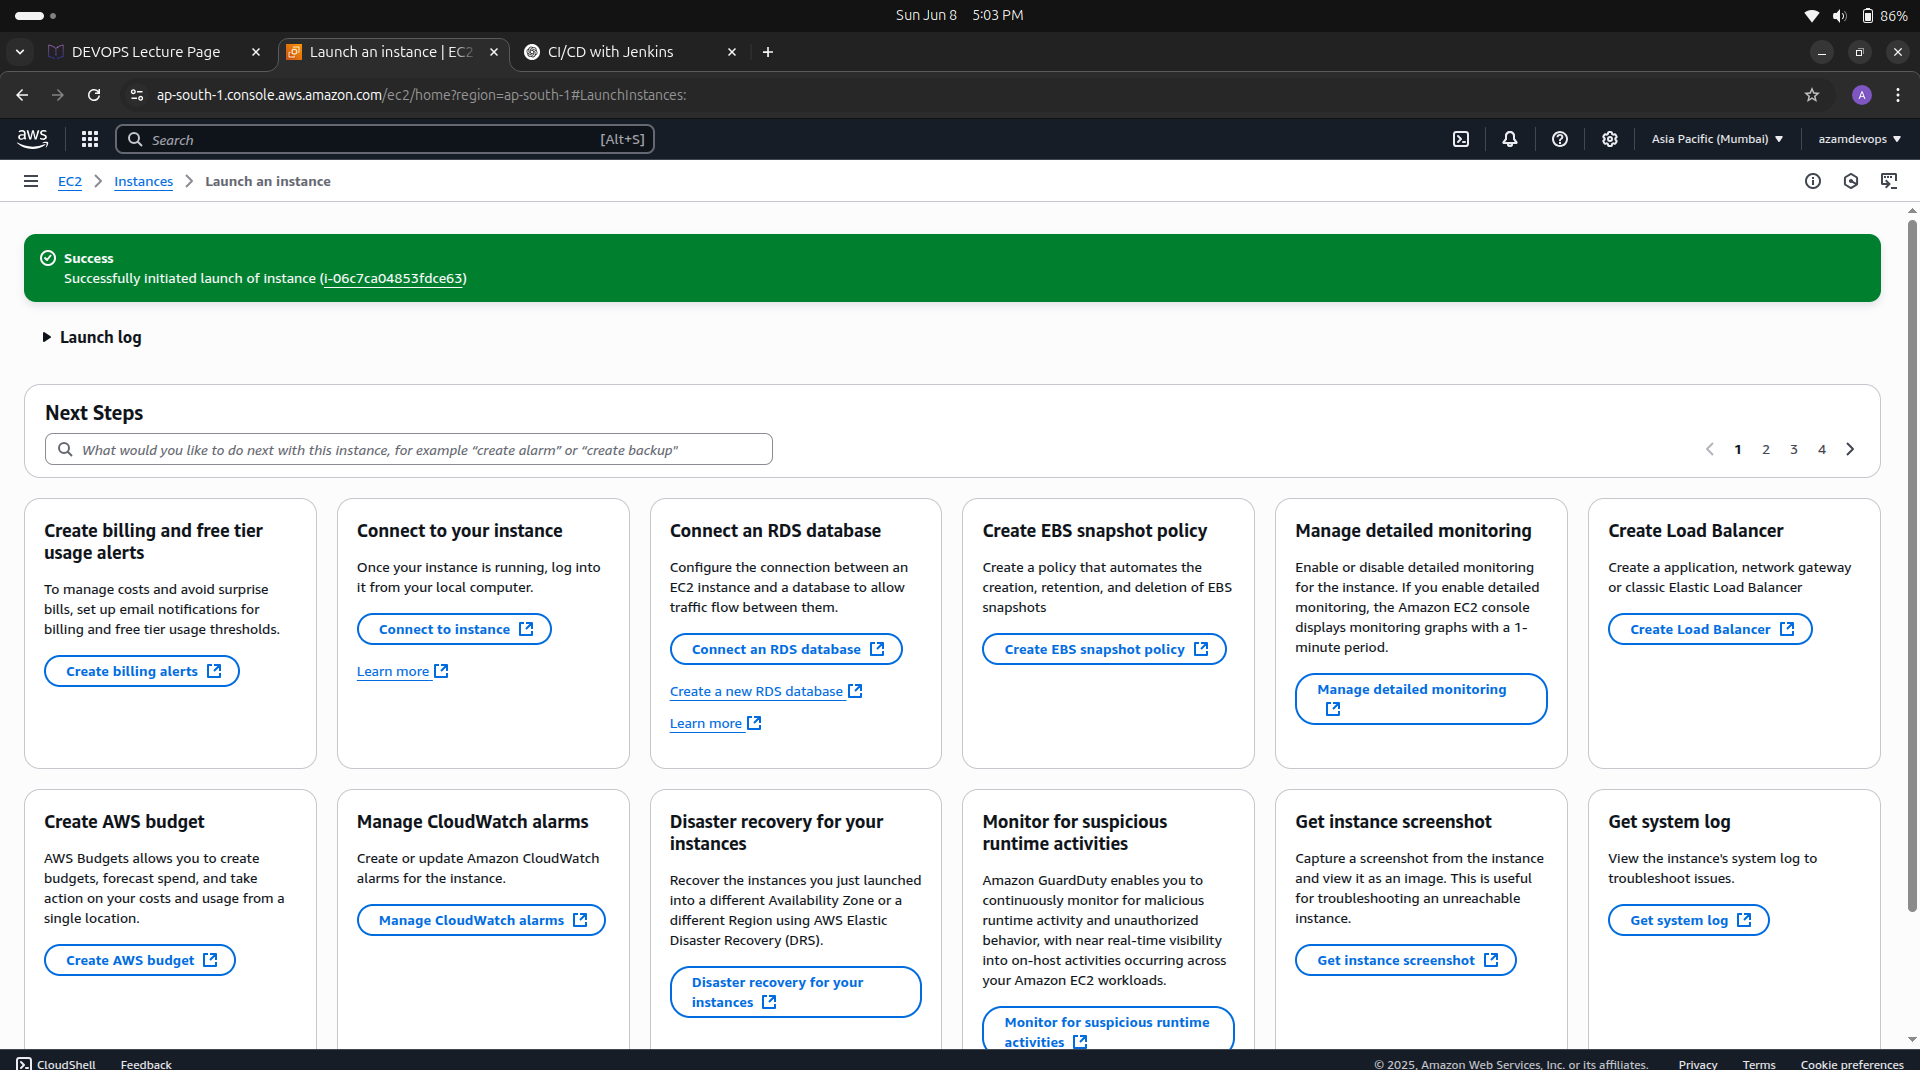 Sun Jun 8 5:03 PM
86%
DEVOPS Lecture Page
Launch an instance | EC2
CI/CD with Jenkins
ap-south-1.console.aws.amazon.com/ec2/home?region=ap-south-1#LaunchInstances:
A
aws
Search
[Alt+S]
Asia Pacific (Mumbai)
azamdevops
EC2
Instances
Launch an instance
Success
Successfully initiated launch of instance (i-06c7ca04853fdce63)
Launch log
Next Steps
What would you like to do next with this instance, for example “create alarm” or “create backup”
1 2 3 4
Create billing and free tier
usage alerts
To manage costs and avoid surprise
bills, set up email notifications for
billing and free tier usage thresholds.
Create billing alerts
Connect to your instance
Once your instance is running, log into
it from your local computer.
Connect to instance
Learn more
Connect an RDS database
Configure the connection between an
EC2 instance and a database to allow
traffic flow between them.
Connect an RDS database
Create a new RDS database
Learn more
Create EBS snapshot policy
Create a policy that automates the
creation, retention, and deletion of EBS
snapshots
Create EBS snapshot policy
Manage detailed monitoring
Enable or disable detailed monitoring
for the instance. If you enable detailed
monitoring, the Amazon EC2 console
displays monitoring graphs with a 1-
minute period.
Manage detailed monitoring
Create Load Balancer
Create a application, network gateway
or classic Elastic Load Balancer
Create Load Balancer
Create AWS budget
AWS Budgets allows you to create
budgets, forecast spend, and take
action on your costs and usage from a
single location.
Create AWS budget
Manage CloudWatch alarms
Create or update Amazon CloudWatch
alarms for the instance.
Manage CloudWatch alarms
Disaster recovery for your
instances
Recover the instances you just launched
into a different Availability Zone or a
different Region using AWS Elastic
Disaster Recovery (DRS).
Disaster recovery for your
instances
Monitor for suspicious
runtime activities
Amazon GuardDuty enables you to
continuously monitor for malicious
runtime activity and unauthorized
behavior, with near real-time visibility
into on-host activities occurring across
your Amazon EC2 workloads.
Monitor for suspicious runtime
activities
Get instance screenshot
Capture a screenshot from the instance
and view it as an image. This is useful
for troubleshooting an unreachable
instance.
Get instance screenshot
Get system log
View the instance's system log to
troubleshoot issues.
Get system log
CloudShell
Feedback
© 2025, Amazon Web Services, Inc. or its affiliates.
Privacy
Terms
Cookie preferences